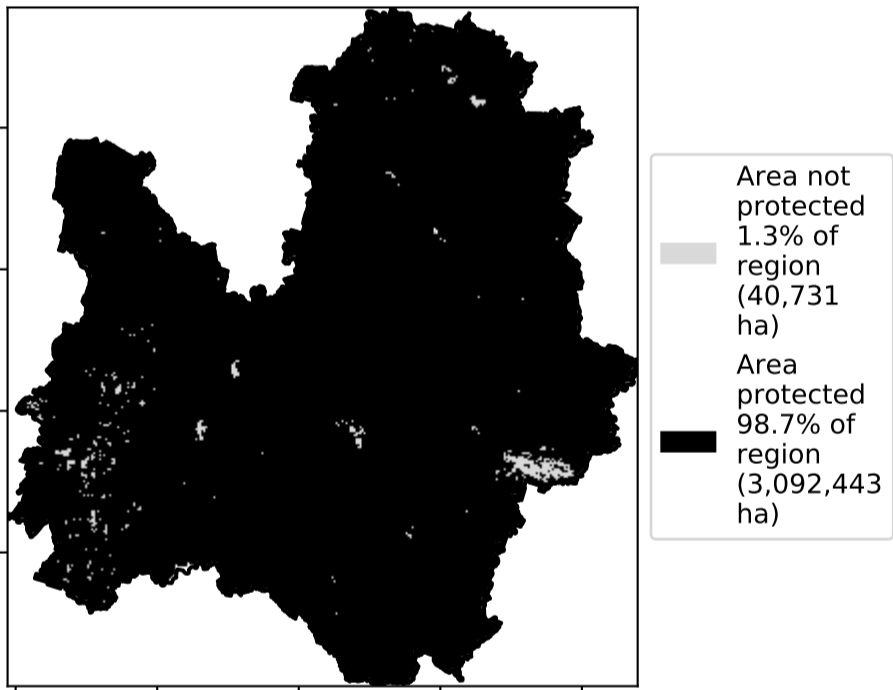 Area not
protected
1.3% of
region
(40,731
ha)
Area
protected
98.7% of
region
(3,092,443
ha)